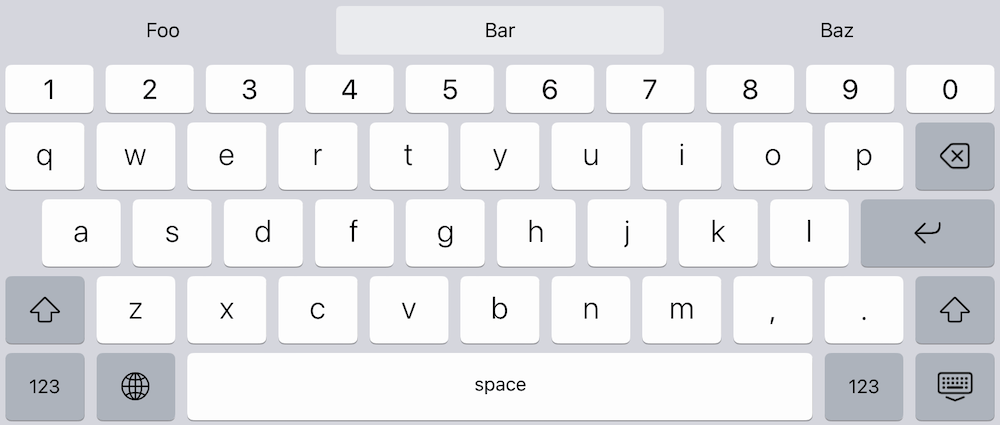 Foo Bar Baz
1 2 3 4 5 6 7 8 9 0
q w e r t y u i o p
a s d f g h j k l
z x c v b n m , .
123 space 123